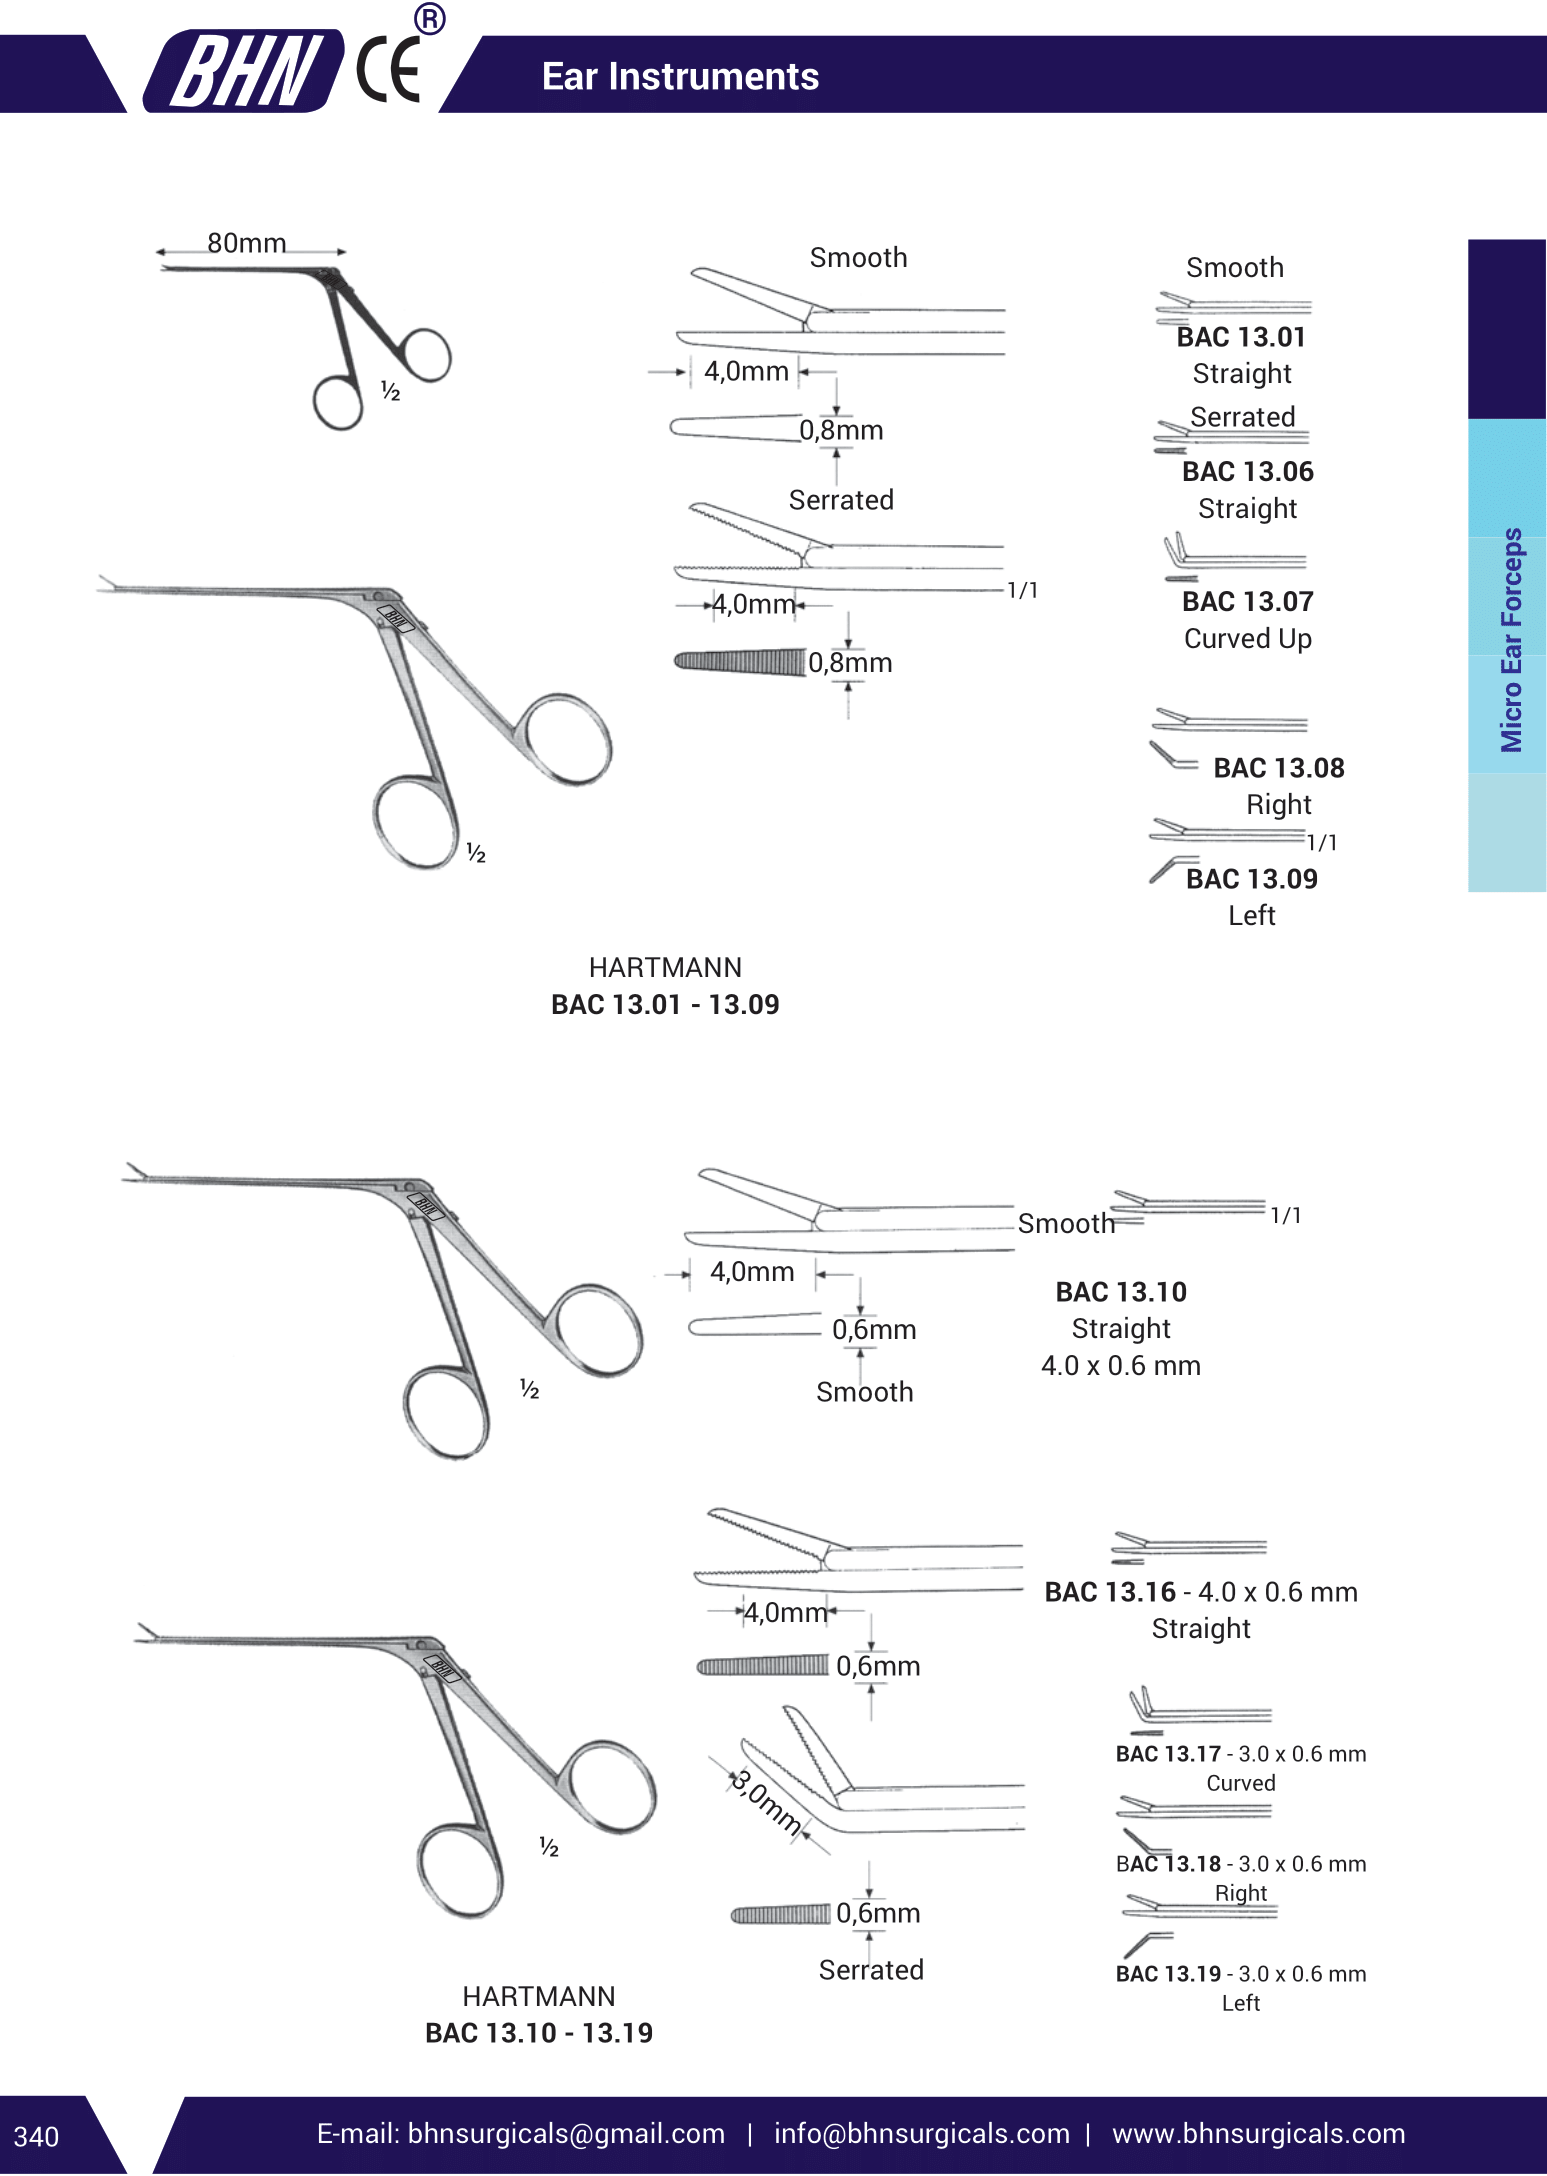 BHN CE ®
Ear Instruments
80mm
½
Smooth
4,0mm
0,8mm
Serrated
4,0mm
1/1
0,8mm
BHN
½
Smooth
BAC 13.01
Straight
Serrated
BAC 13.06
Straight
BAC 13.07
Curved Up
BAC 13.08
Right
1/1
BAC 13.09
Left
Micro Ear Forceps
HARTMANN
BAC 13.01 - 13.09
BHN
½
4,0mm
0,6mm
Smooth
Smooth
1/1
BAC 13.10
Straight
4.0 x 0.6 mm
BHN
½
4,0mm
0,6mm
3,0mm
0,6mm
Serrated
BAC 13.16 - 4.0 x 0.6 mm
Straight
BAC 13.17 - 3.0 x 0.6 mm
Curved
BAC 13.18 - 3.0 x 0.6 mm
Right
BAC 13.19 - 3.0 x 0.6 mm
Left
HARTMANN
BAC 13.10 - 13.19
340
E-mail: bhnsurgicals@gmail.com | info@bhnsurgicals.com | www.bhnsurgicals.com